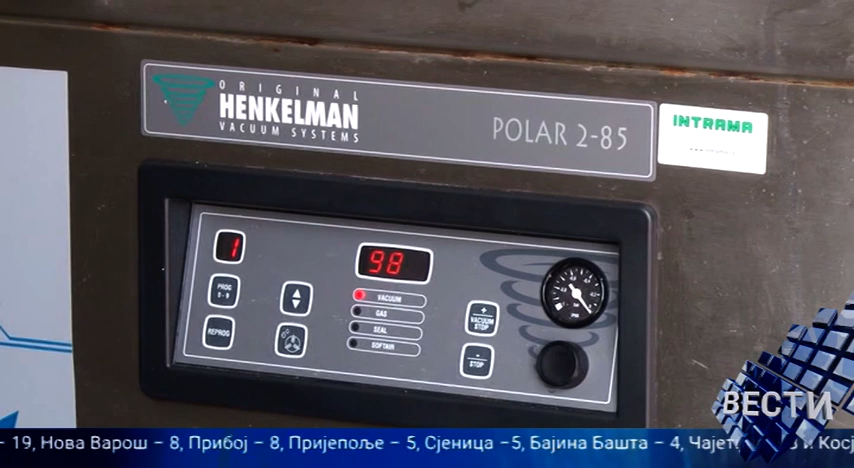 ORIGINAL
HENKELMAN
VACUUM SYSTEMS
POLAR 2-85
INTRAMA
1
98
PROG
0-9
REPROG
VACUUM
GAS
SEAL
SOFTAIR
+
VACUUM
STOP
-
STOP
ВЕСТИ
- 19, Нова Варош - 8, Прибој - 8, Пријепоље - 5, Сјеница -5, Бајина Башта - 4, и